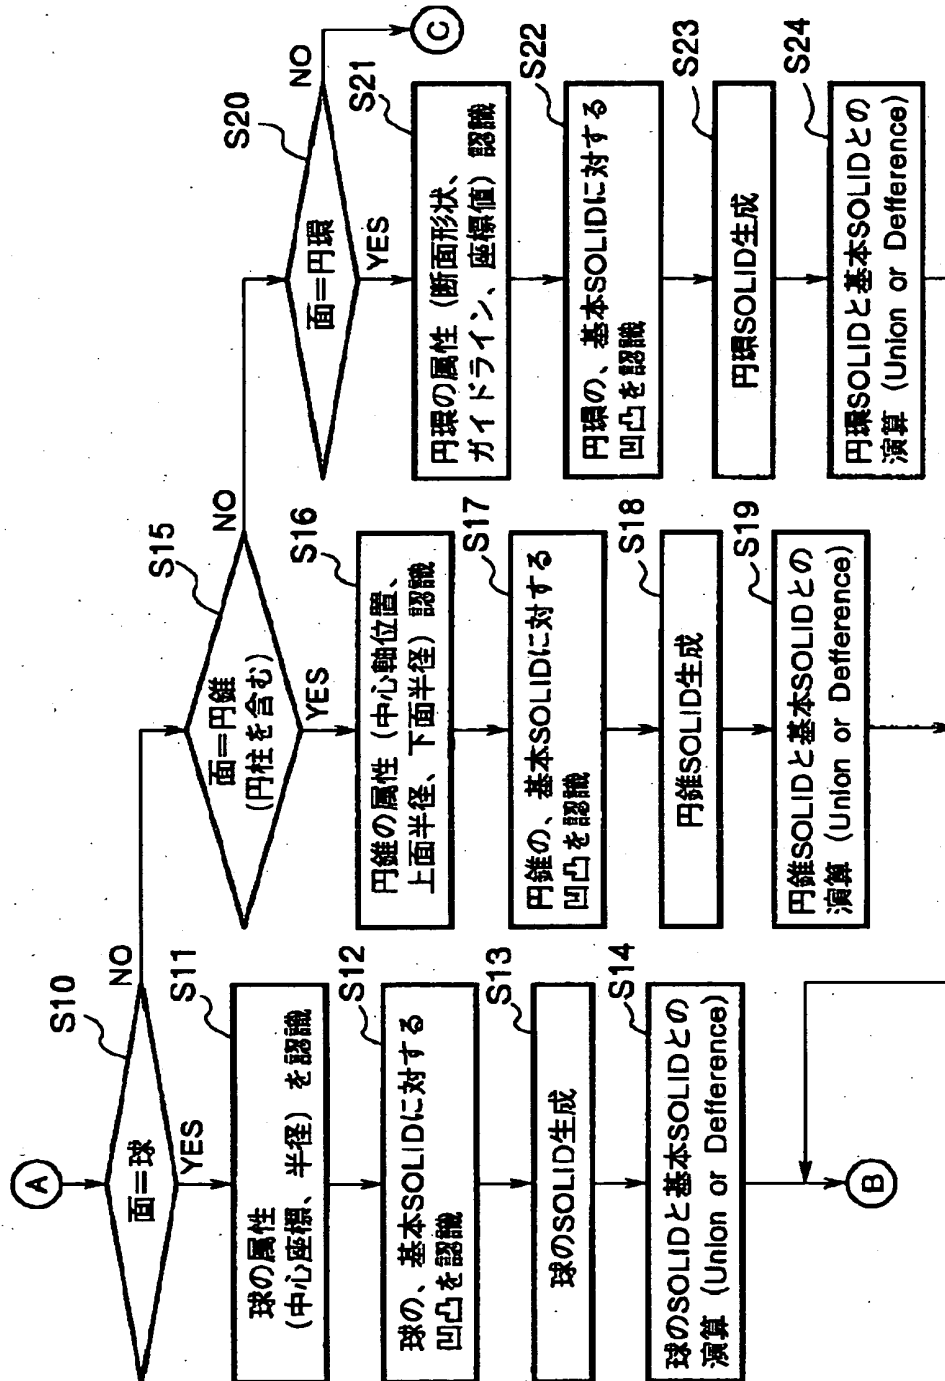 A
S10
面=球
NO
YES
S11
球の属性
(中心座標、半径) を認識
S12
球の、基本SOLIDに対する
凹凸を認識
S13
球のSOLID生成
S14
球のSOLIDと基本SOLIDとの
演算 (Union or Defference)
B
S15
面=円錐
(円柱を含む)
NO
YES
S16
円錐の属性 (中心軸位置、
上面半径、下面半径) 認識
S17
円錐の、基本SOLIDに対する
凹凸を認識
S18
円錐SOLID生成
S19
円錐SOLIDと基本SOLIDとの
演算 (Union or Defference)
S20
面=円環
NO
YES
C
S21
円環の属性 (断面形状、
ガイドライン、座標値) 認識
S22
円環の、基本SOLIDに対する
凹凸を認識
S23
円環SOLID生成
S24
円環SOLIDと基本SOLIDとの
演算 (Union or Defference)